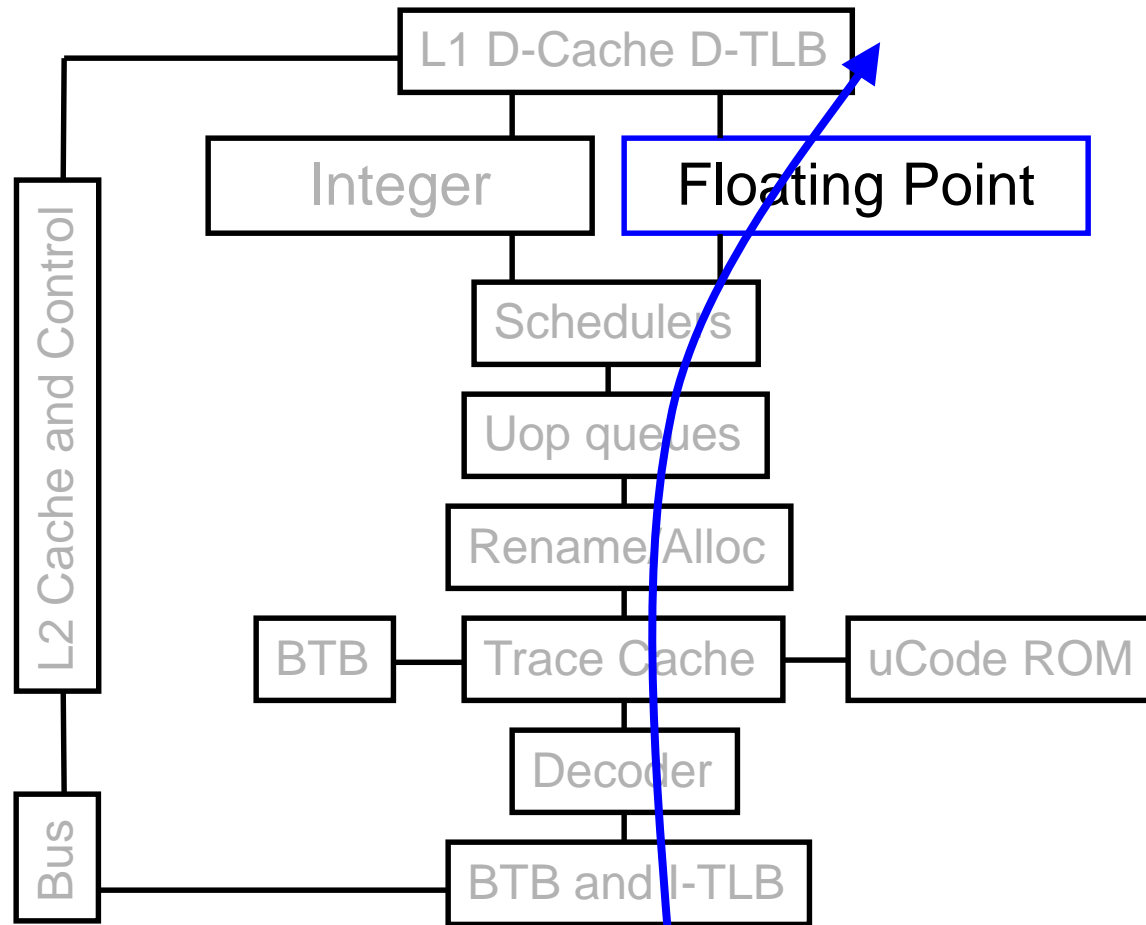 L1 D-Cache D-TLB
Integer
Floating Point
L2 Cache and Control
Schedulers
Uop queues
Rename/Alloc
BTB
Trace Cache
uCode ROM
Decoder
Bus
BTB and I-TLB